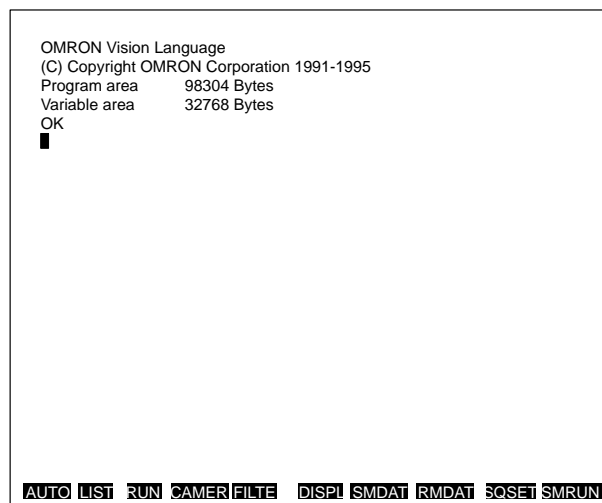 OMRON Vision Language
(C) Copyright OMRON Corporation 1991-1995
Program area 98304 Bytes
Variable area 32768 Bytes
OK
AUTO LIST RUN CAMER FILTE DISPL SMDAT RMDAT SQSET SMRUN